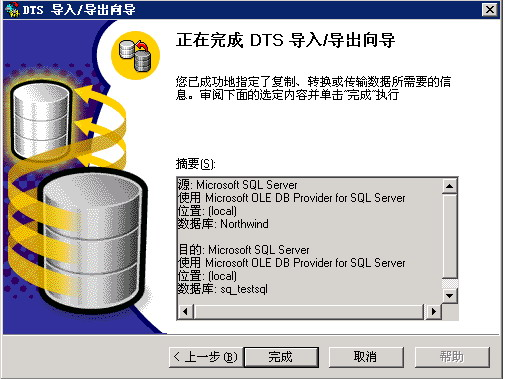 DTS 导入/导出向导
正在完成 DTS 导入/导出向导
您已成功地指定了复制、转换或传输数据所需要的信
息。审阅下面的选定内容并单击“完成”执行
摘要(S):
源: Microsoft SQL Server
使用 Microsoft OLE DB Provider for SQL Server
位置: (local)
数据库: Northwind
目的: Microsoft SQL Server
使用 Microsoft OLE DB Provider for SQL Server
位置: (local)
数据库: sq_testsql
< 上一步(B) 完成 取消 帮助